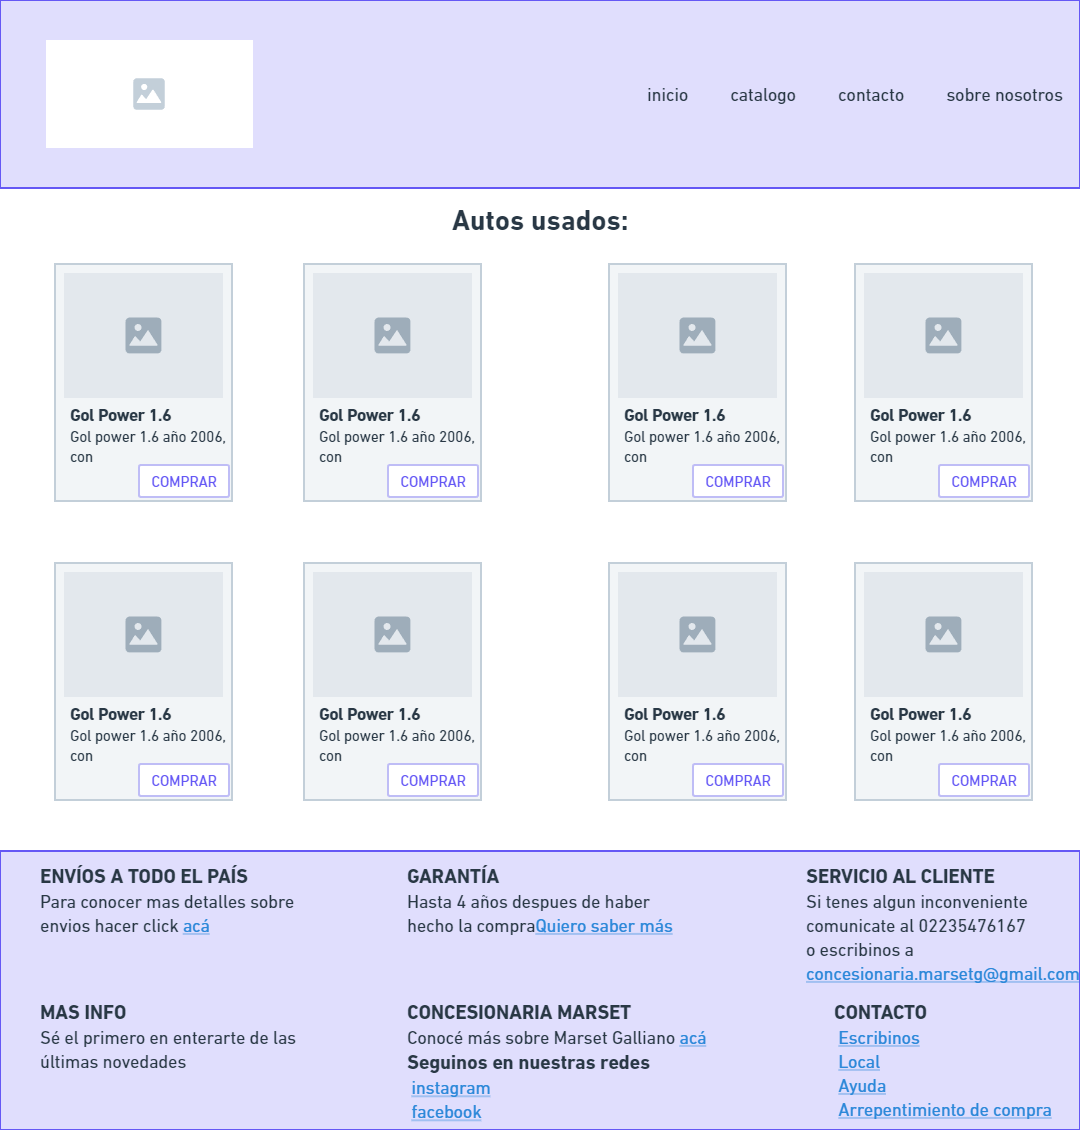 inicio catalogo contacto sobre nosotros
Autos usados:
Gol Power 1.6
Gol power 1.6 año 2006,
con
COMPRAR
Gol Power 1.6
Gol power 1.6 año 2006,
con
COMPRAR
Gol Power 1.6
Gol power 1.6 año 2006,
con
COMPRAR
Gol Power 1.6
Gol power 1.6 año 2006,
con
COMPRAR
Gol Power 1.6
Gol power 1.6 año 2006,
con
COMPRAR
Gol Power 1.6
Gol power 1.6 año 2006,
con
COMPRAR
Gol Power 1.6
Gol power 1.6 año 2006,
con
COMPRAR
Gol Power 1.6
Gol power 1.6 año 2006,
con
COMPRAR
ENVÍOS A TODO EL PAÍS
Para conocer mas detalles sobre
envios hacer click acá
GARANTÍA
Hasta 4 años despues de haber
hecho la compraQuiero saber más
SERVICIO AL CLIENTE
Si tenes algun inconveniente
comunicate al 02235476167
o escribinos a
concesionaria.marsetg@gmail.com
MAS INFO
Sé el primero en enterarte de las
últimas novedades
CONCESIONARIA MARSET
Conocé más sobre Marset Galliano acá
Seguinos en nuestras redes
instagram
facebook
CONTACTO
Escribinos
Local
Ayuda
Arrepentimiento de compra